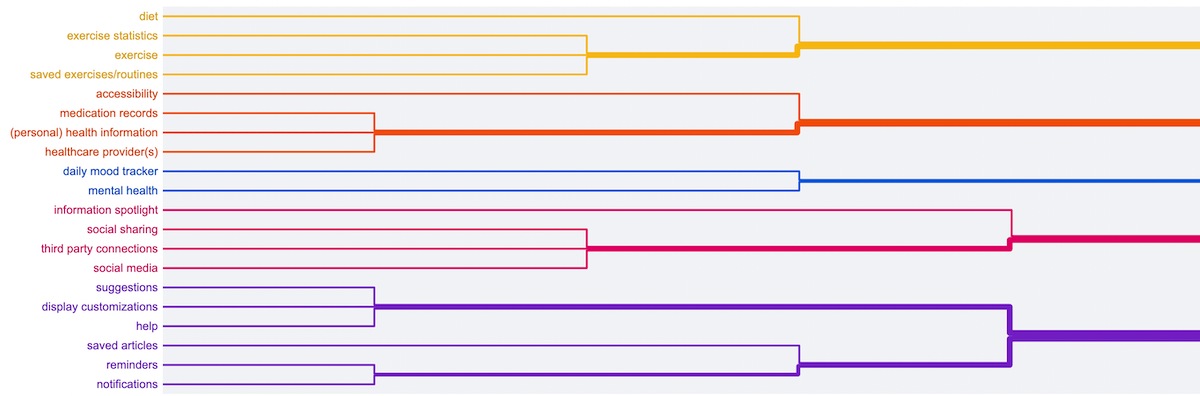 diet
exercise statistics
exercise
saved exercises/routines
accessibility
medication records
(personal) health information
healthcare provider(s)
daily mood tracker
mental health
information spotlight
social sharing
third party connections
social media
suggestions
display customizations
help
saved articles
reminders
notifications